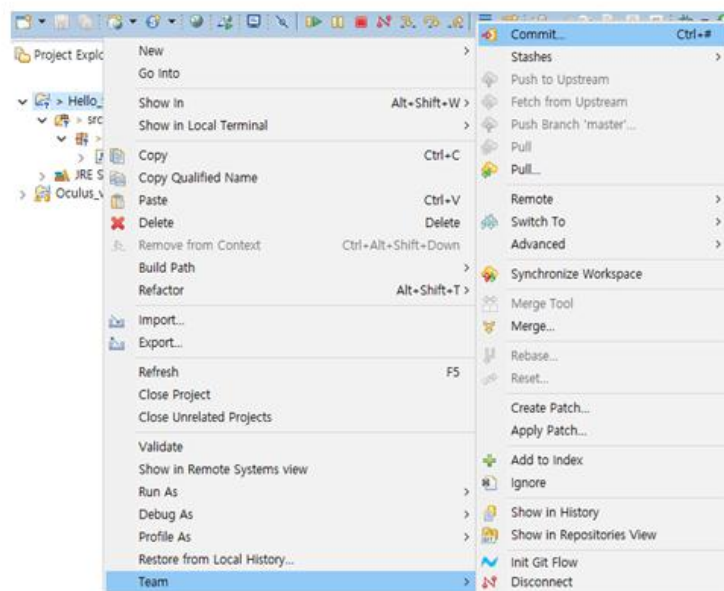 Project Explo
> Hello_
> src
>
JRE S
Oculus_v
New
Go Into
Show In Alt+Shift+W >
Show in Local Terminal >
Copy Ctrl+C
Copy Qualified Name
Paste Ctrl+V
Delete Delete
Remove from Context Ctrl+Alt+Shift+Down
Build Path >
Refactor Alt+Shift+T >
Import...
Export...
Refresh F5
Close Project
Close Unrelated Projects
Validate
Show in Remote Systems view
Run As >
Debug As >
Profile As >
Restore from Local History...
Team >
Commit... Ctrl+#
Stashes >
Push to Upstream
Fetch from Upstream
Push Branch 'master'...
Pull
Pull...
Remote >
Switch To >
Advanced >
Synchronize Workspace
Merge Tool
Merge...
Rebase...
Reset...
Create Patch...
Apply Patch...
Add to Index
Ignore
Show in History
Show in Repositories View
Init Git Flow
Disconnect